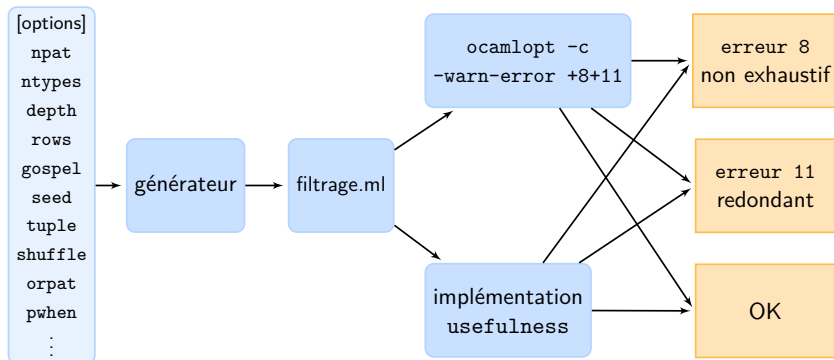 [options]
npat
ntypes
depth
rows
gospel
seed
tuple
shuffle
orpat
pwhen
⋮
générateur
filtrage.ml
ocamlopt -c
-warn-error +8+11
implémentation
usefulness
erreur 8
non exhaustif
erreur 11
redondant
OK